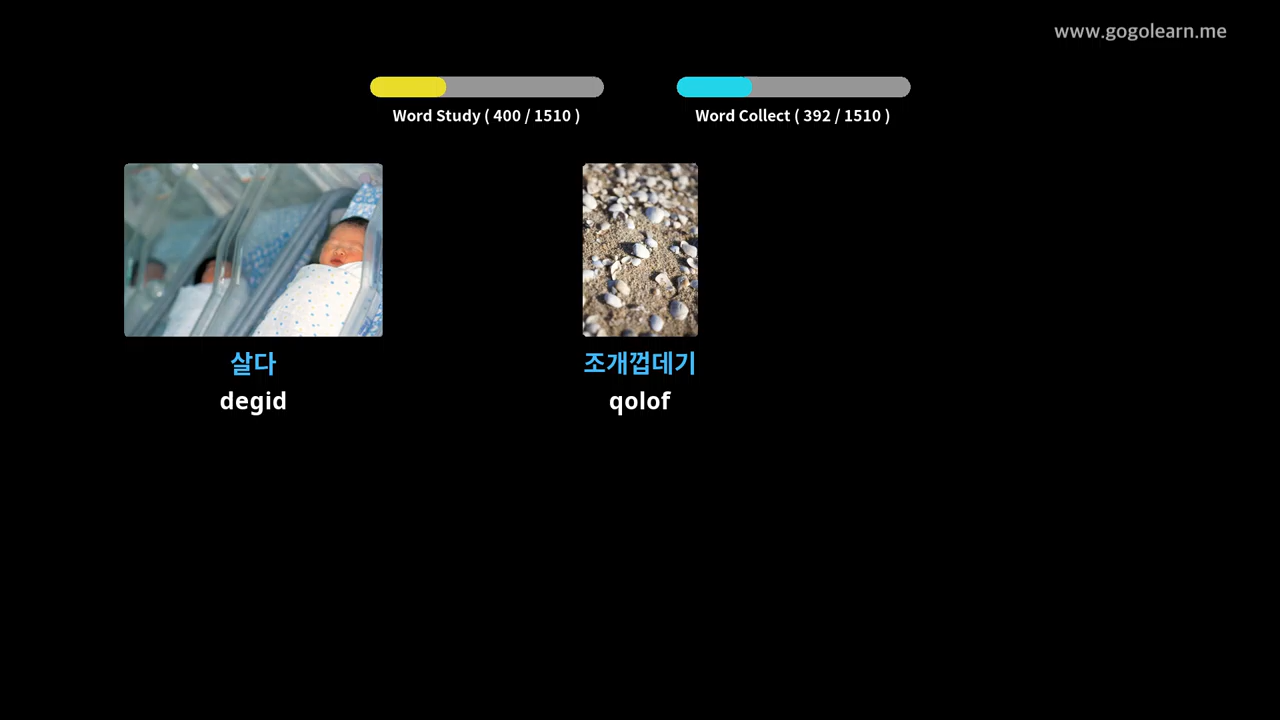 www.gogolearn.me
Word Study ( 400 / 1510 )
Word Collect ( 392 / 1510 )
살다
degid
조개껍데기
qolof